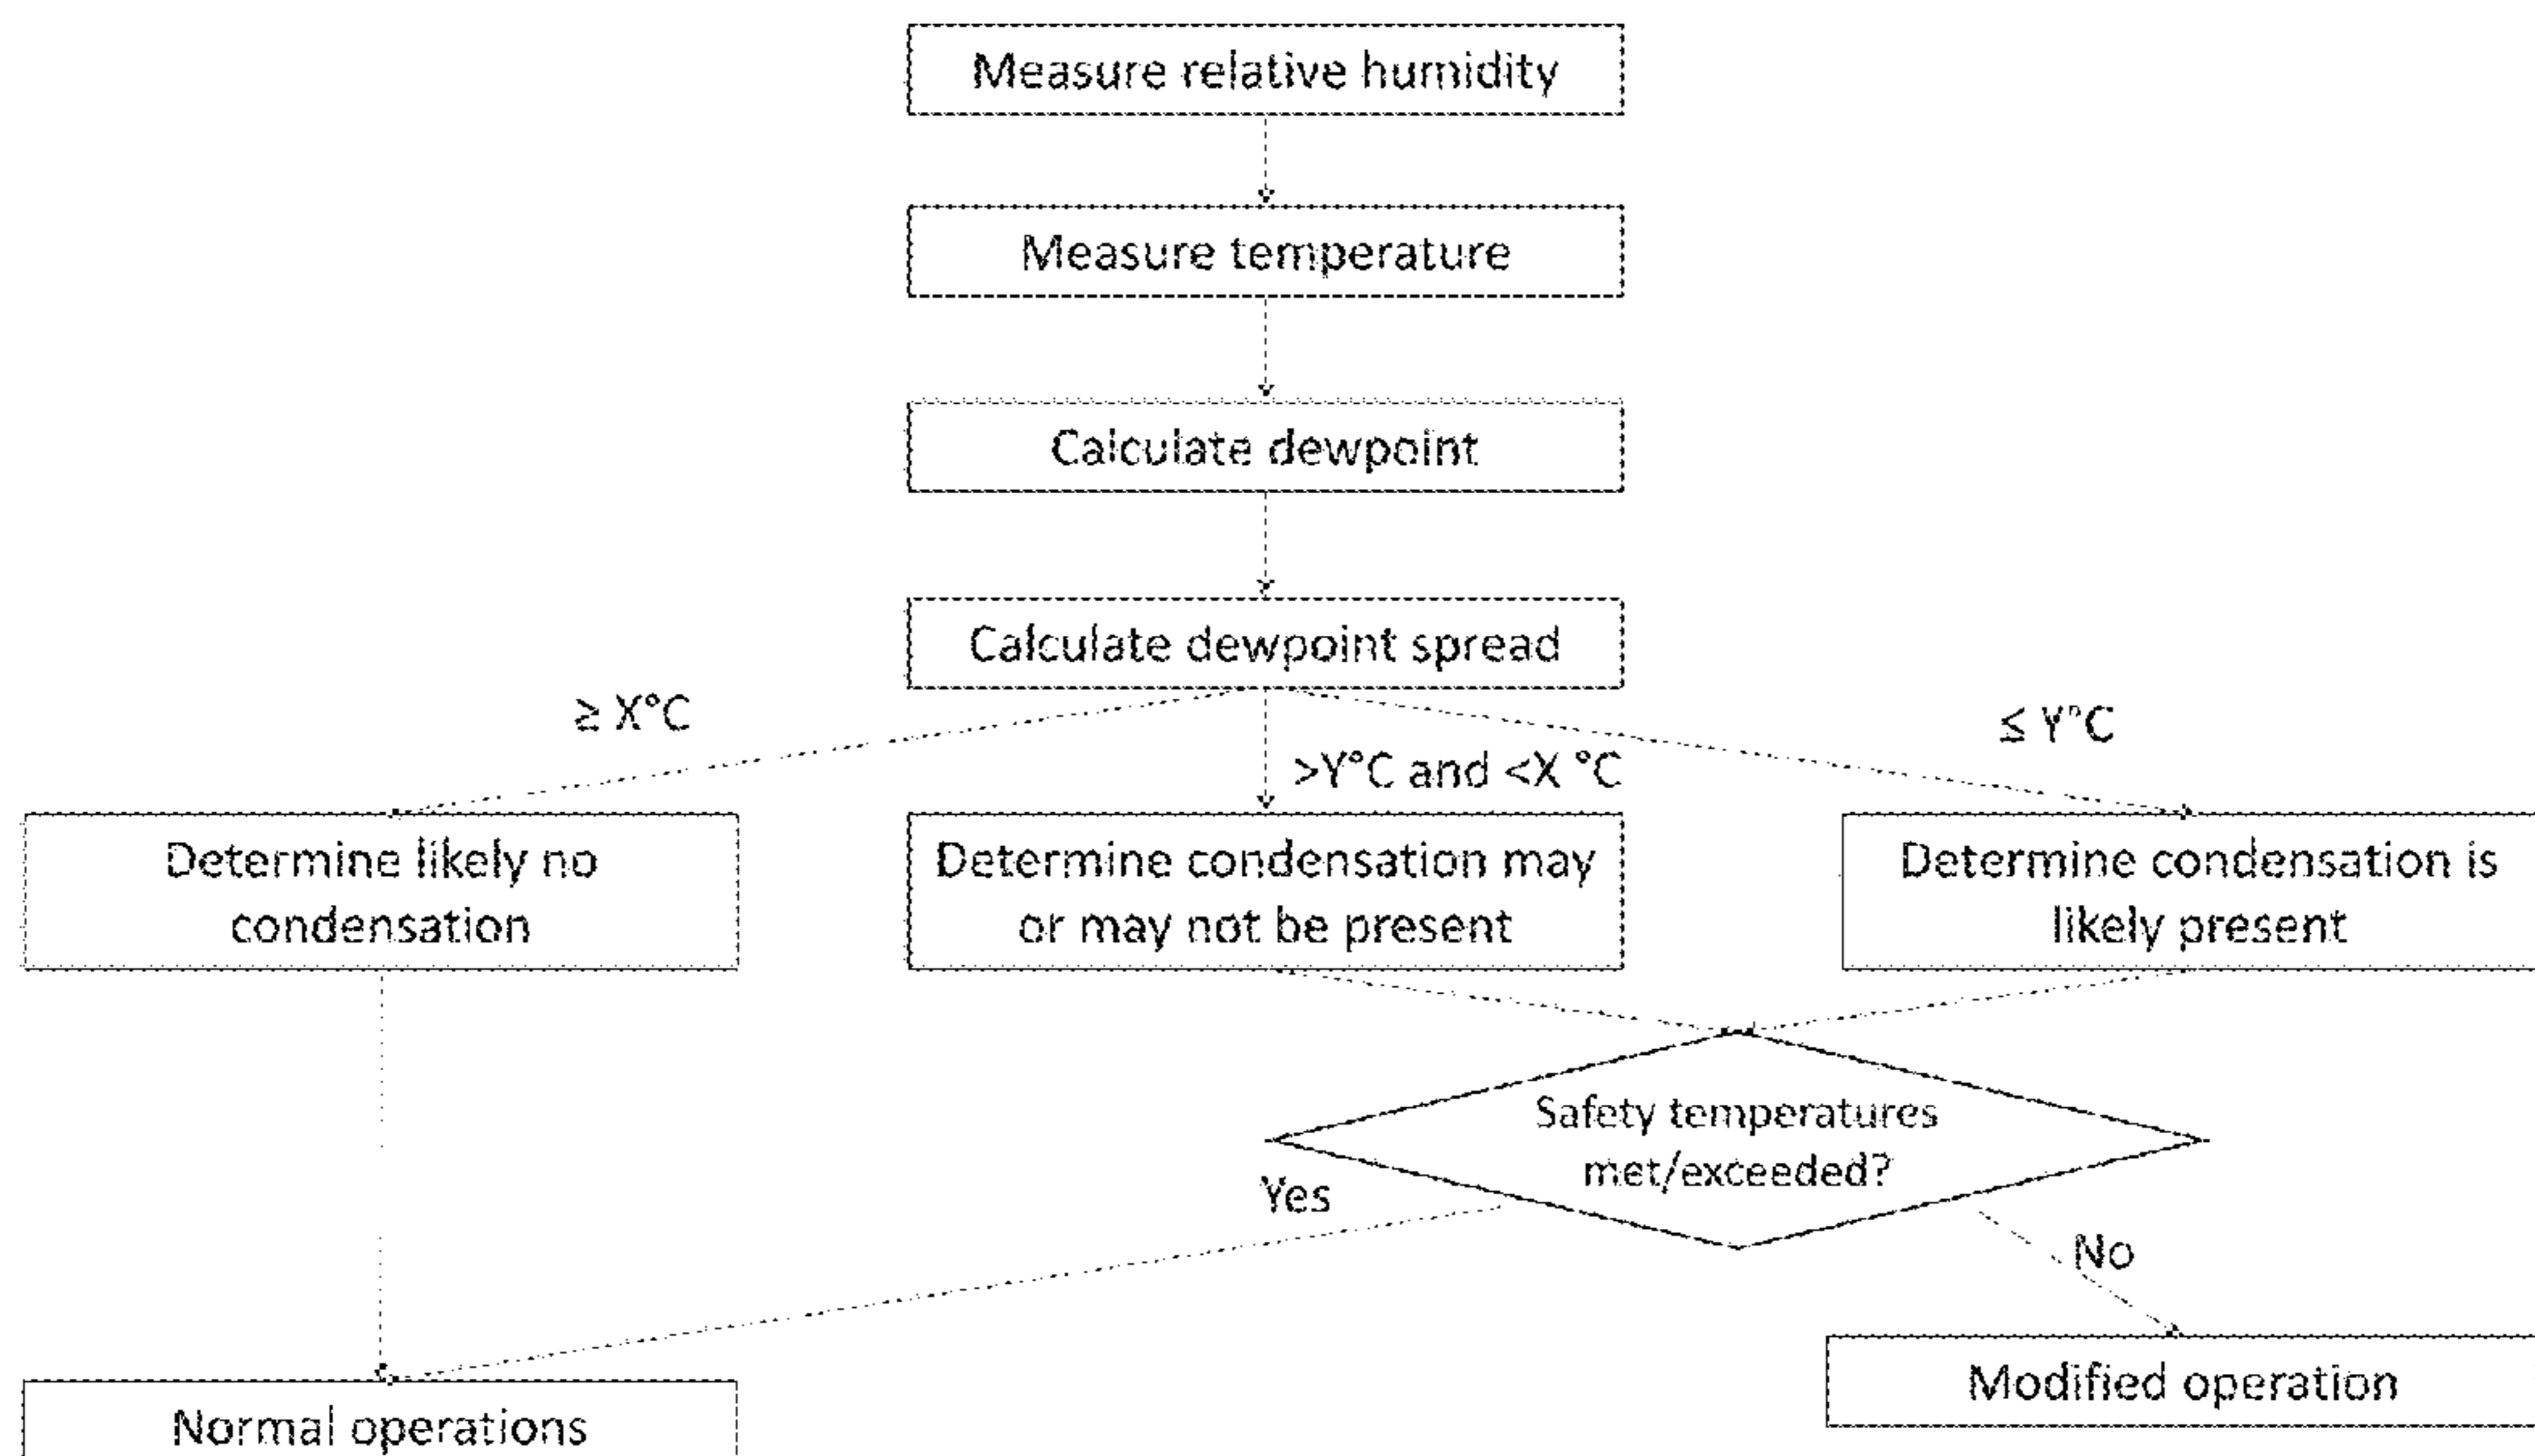 Measure relative humidity
Measure temperature
Calculate dewpoint
Calculate dewpoint spread
≥ X°C
>Y°C and <X °C
≤ Y°C
Determine likely no
condensation
Determine condensation may
or may not be present
Determine condensation is
likely present
Safety temperatures
met/exceeded?
Yes
No
Modified operation
Normal operations